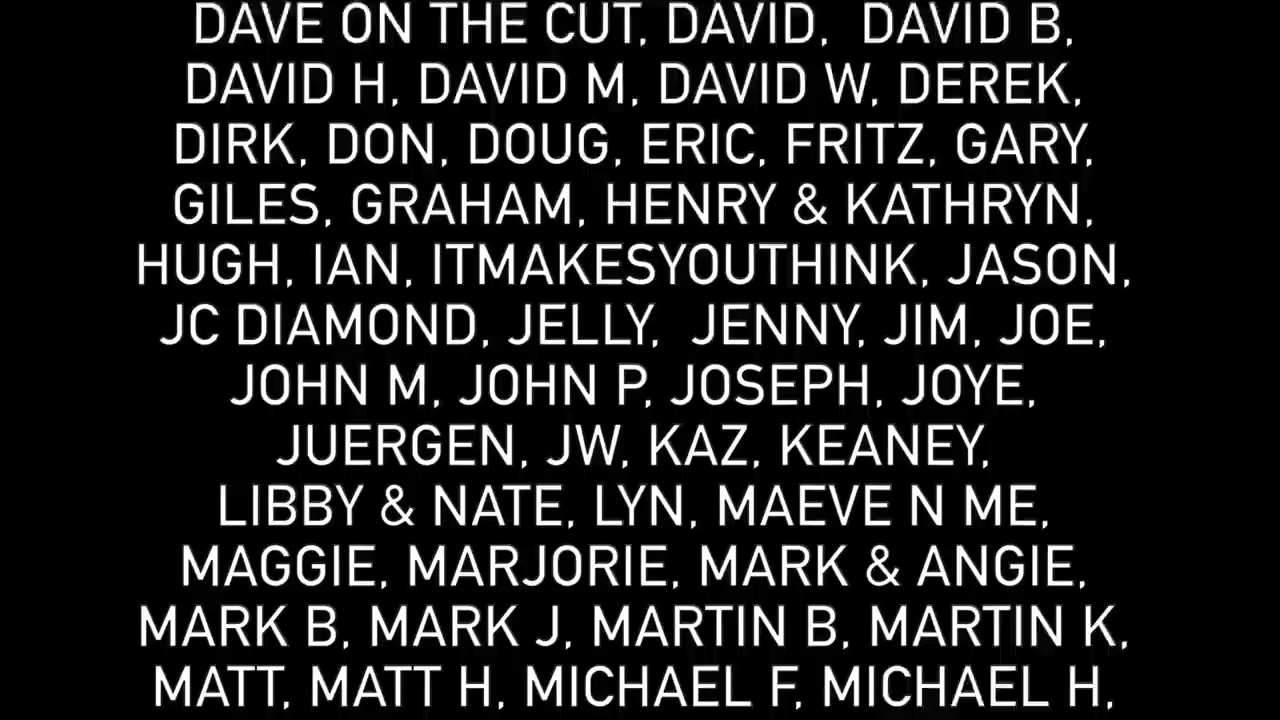 DAVE ON THE CUT, DAVID,  DAVID B,
DAVID H, DAVID M, DAVID W, DEREK,
DIRK, DON, DOUG, ERIC, FRITZ, GARY,
GILES, GRAHAM, HENRY & KATHRYN,
HUGH, IAN, ITMAKESYOUTHINK, JASON,
JC DIAMOND, JELLY,  JENNY, JIM, JOE,
JOHN M, JOHN P, JOSEPH, JOYE,
JUERGEN, JW, KAZ, KEANEY,
LIBBY & NATE, LYN, MAEVE N ME,
MAGGIE, MARJORIE, MARK & ANGIE,
MARK B, MARK J, MARTIN B, MARTIN K,
MATT, MATT H, MICHAEL F, MICHAEL H,